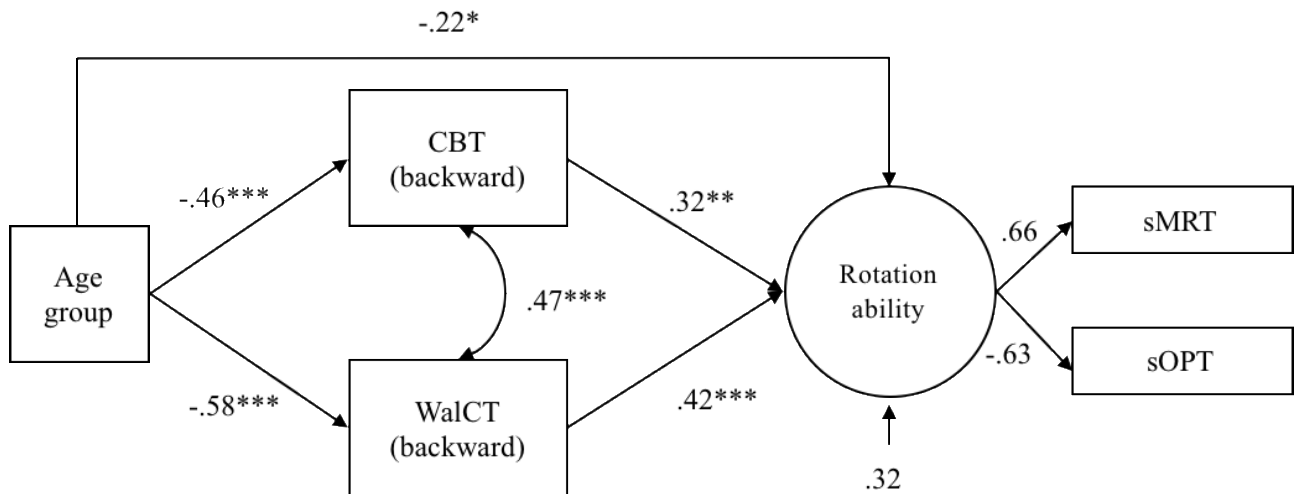 -.22*
CBT
(backward)
-.46***
.32**
.66
sMRT
Age
group
.47***
Rotation
ability
-.63
sOPT
-.58***
WalCT
(backward)
.42***
.32